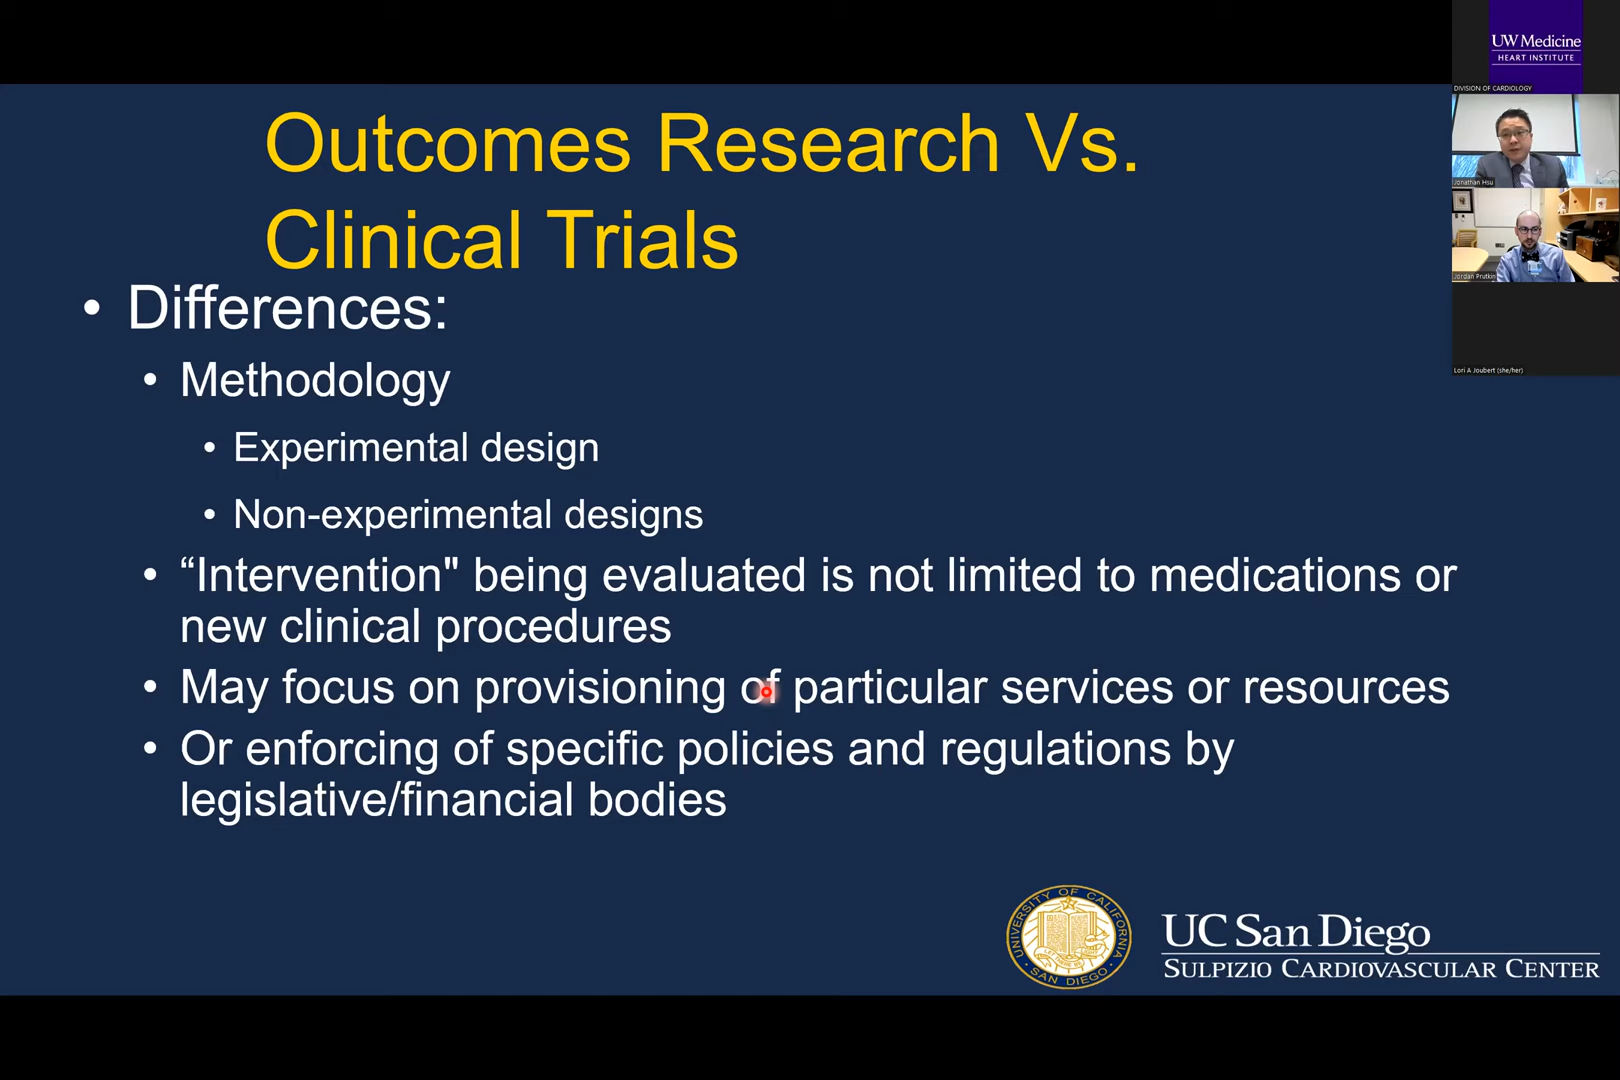 UW Medicine
HEART INSTITUTE
DIVISION OF CARDIOLOGY
Jonathan Hsu
Jordan Prutkin
Lori A Joubert (she/her)
Outcomes Research Vs.
Clinical Trials
• Differences:
• Methodology
• Experimental design
• Non-experimental designs
• “Intervention" being evaluated is not limited to medications or
new clinical procedures
• May focus on provisioning of particular services or resources
• Or enforcing of specific policies and regulations by
legislative/financial bodies
UNIVERSITY OF CALIFORNIA
SAN DIEGO
UC San Diego
SULPIZIO CARDIOVASCULAR CENTER